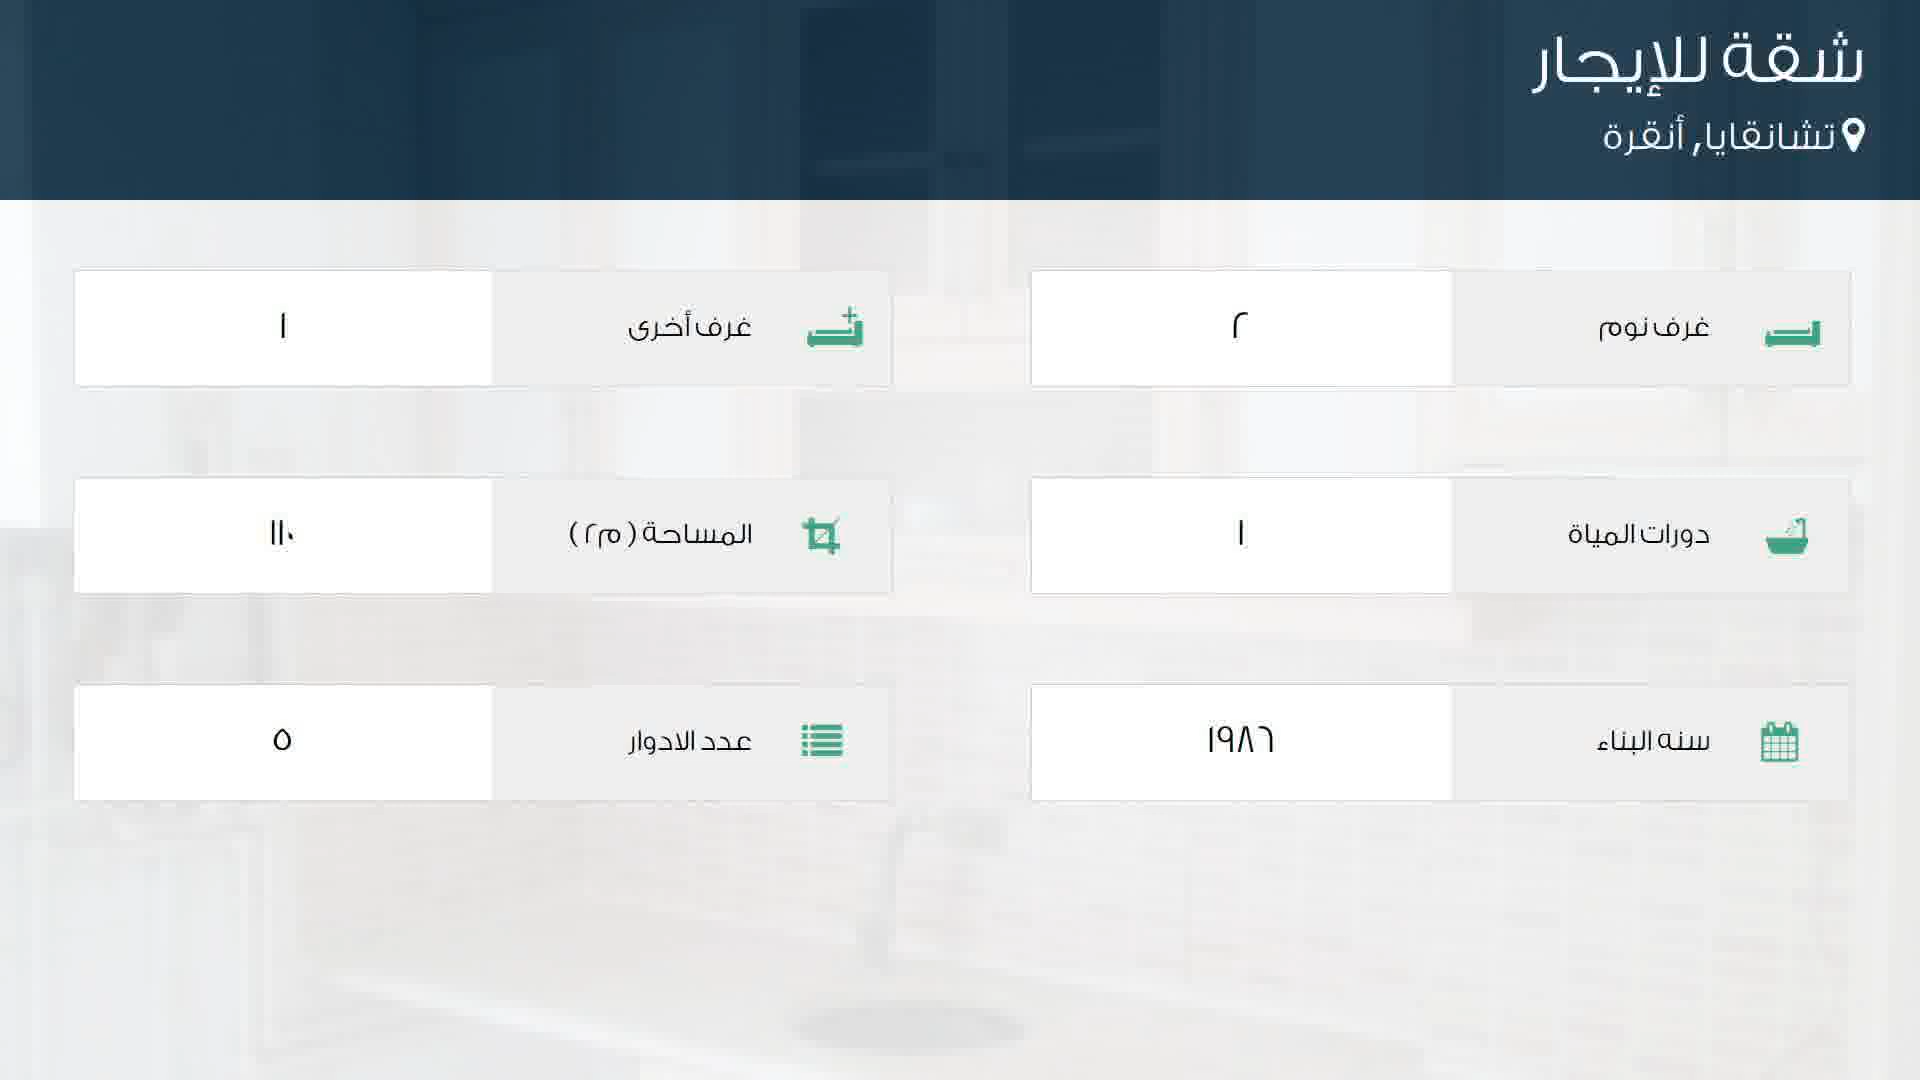 شقة للإيجار
تشانقايا, أنقرة
غرف نوم
٢
غرف أخرى
١
دورات المياة
١
المساحة (م٢)
١١٠
سنه البناء
١٩٨٦
عدد الادوار
٥